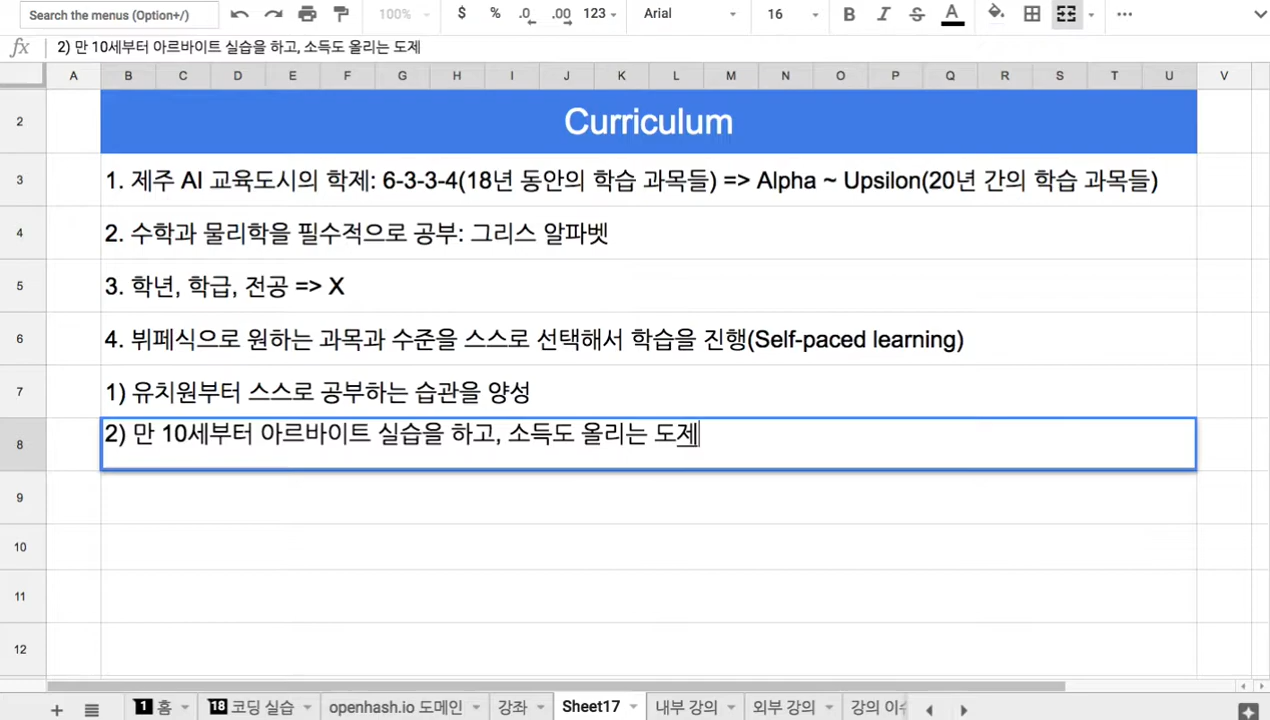 Search the menus (Option+/) 100% $ % .0 .00 123 Arial 16 B I S A
fx 2) 만 10세부터 아르바이트 실습을 하고, 소득도 올리는 도제
A B C D E F G H I J K L M N O P Q R S T U V
2 Curriculum
3 1. 제주 AI 교육도시의 학제: 6-3-3-4(18년 동안의 학습 과목들) => Alpha ~ Upsilon(20년 간의 학습 과목들)
4 2. 수학과 물리학을 필수적으로 공부: 그리스 알파벳
5 3. 학년, 학급, 전공 => X
6 4. 뷔페식으로 원하는 과목과 수준을 스스로 선택해서 학습을 진행(Self-paced learning)
7 1) 유치원부터 스스로 공부하는 습관을 양성
8 2) 만 10세부터 아르바이트 실습을 하고, 소득도 올리는 도제
9
10
11
12
1 홈 18 코딩 실습 openhash.io 도메인 강좌 Sheet17 내부 강의 외부 강의 강의 이수